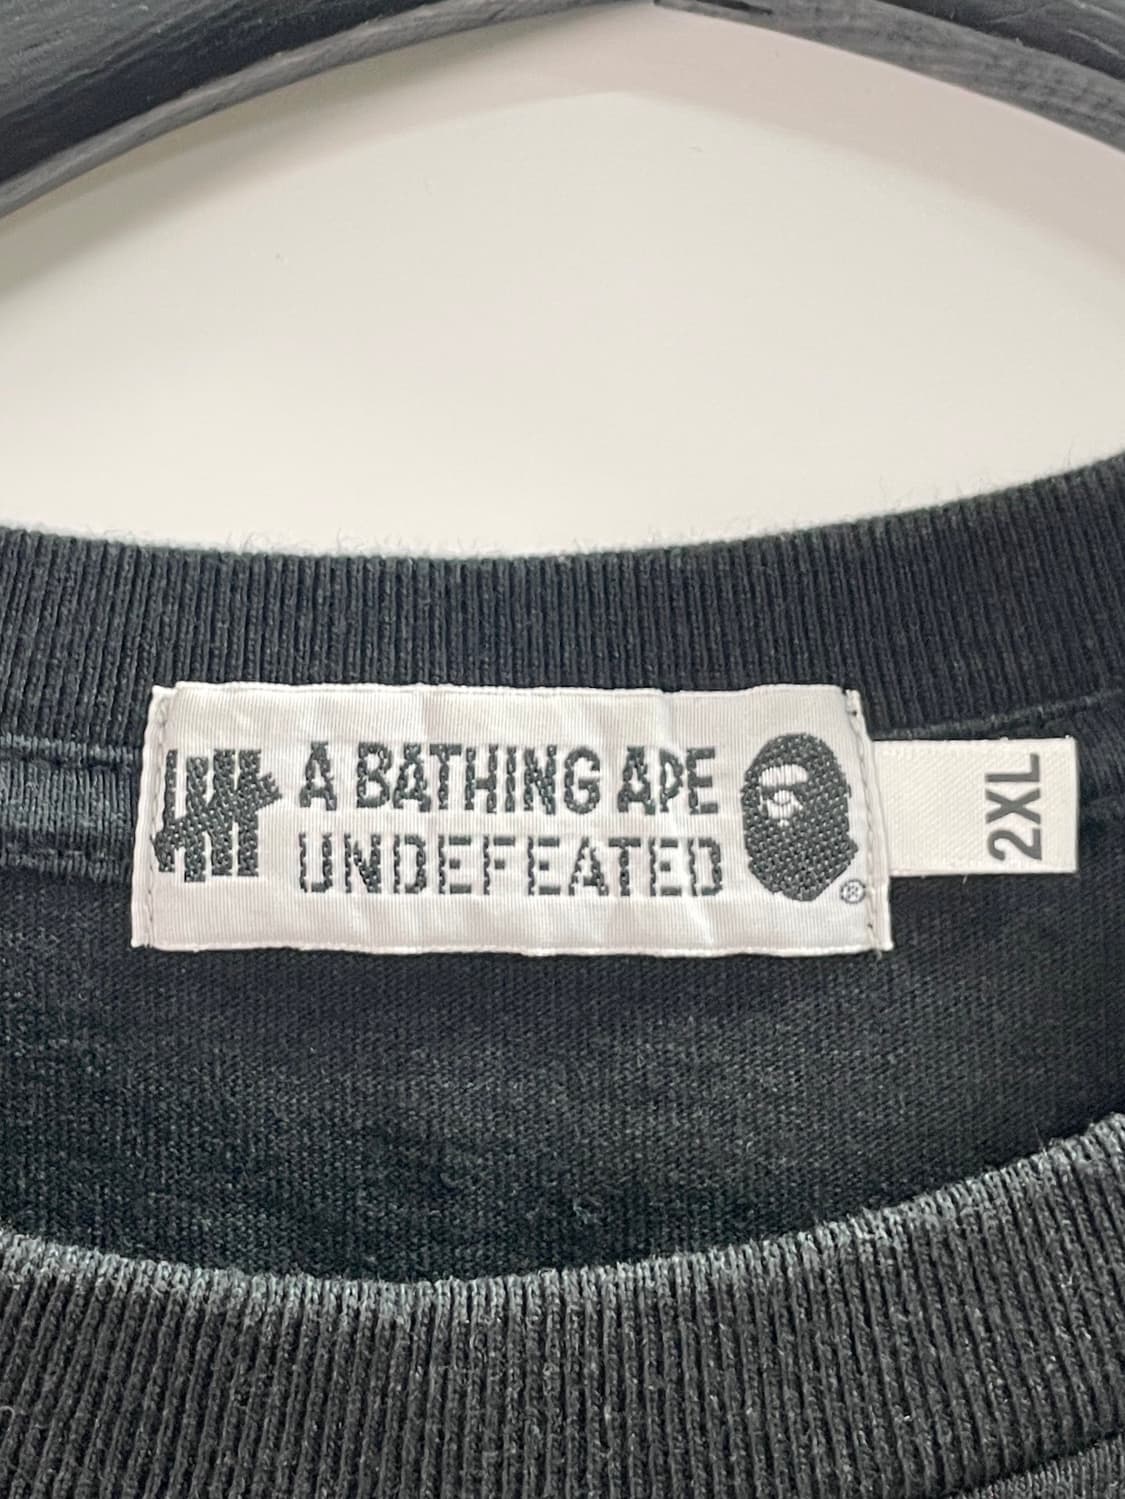 A BATHING APE
UNDEFEATED
®
2XL